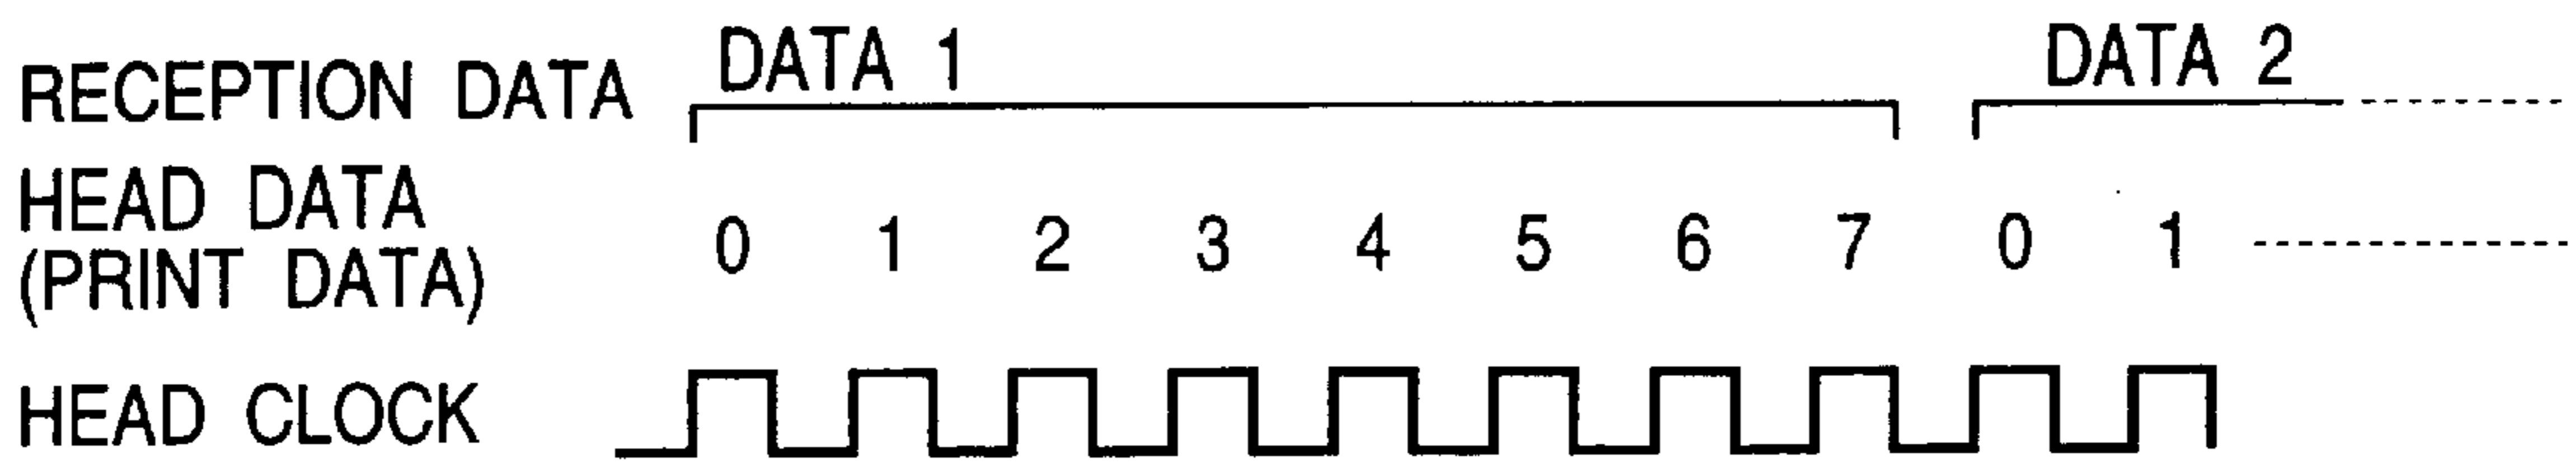 RECEPTION DATA DATA 1 DATA 2
HEAD DATA
(PRINT DATA) 0 1 2 3 4 5 6 7 0 1
HEAD CLOCK